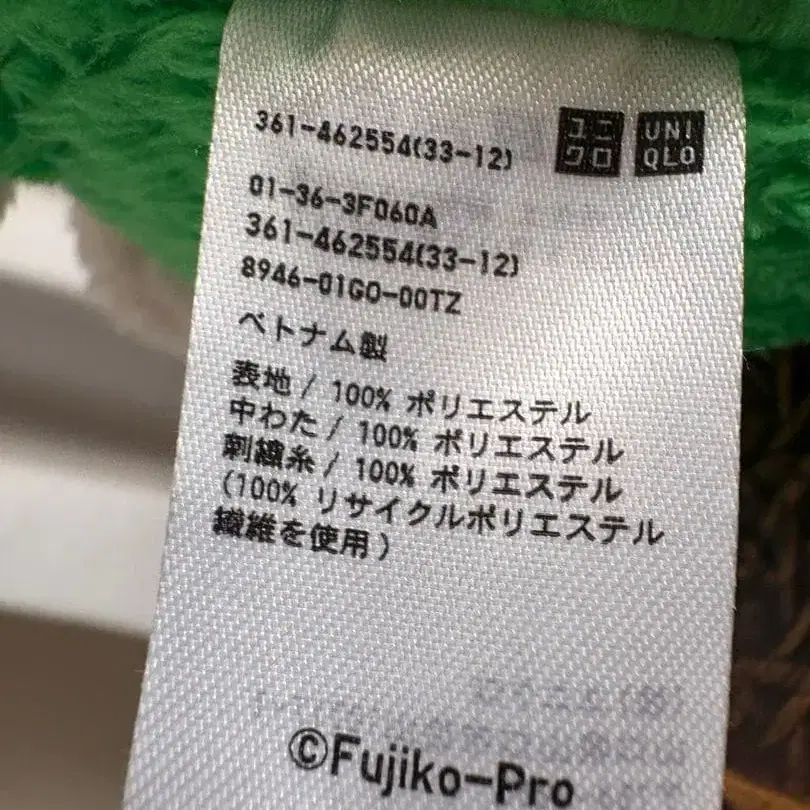 361-462554(33-12)
ユニ
クロ
UNI
QLO
01-36-3F060A
361-462554(33-12)
8946-01GO-00TZ
ベトナム製
表地 / 100% ポリエステル
中わた / 100% ポリエステル
刺繍糸 / 100% ポリエステル
(100% リサイクルポリエステル
繊維を使用)
©Fujiko-Pro